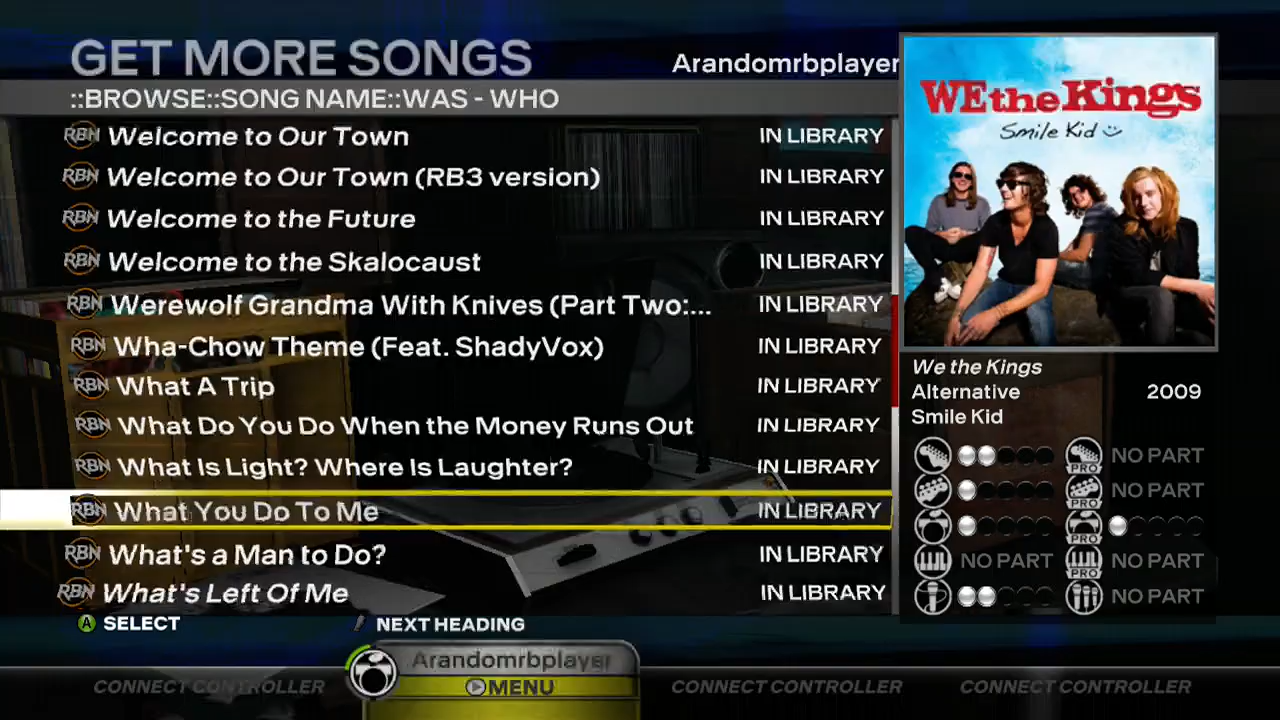 GET MORE SONGS
Arandomrbplayer
::BROWSE::SONG NAME::WAS - WHO
RBN Welcome to Our Town IN LIBRARY
RBN Welcome to Our Town (RB3 version) IN LIBRARY
RBN Welcome to the Future IN LIBRARY
RBN Welcome to the Skalocaust IN LIBRARY
RBN Werewolf Grandma With Knives (Part Two:... IN LIBRARY
RBN Wha-Chow Theme (Feat. ShadyVox) IN LIBRARY
RBN What A Trip IN LIBRARY
RBN What Do You Do When the Money Runs Out IN LIBRARY
RBN What Is Light? Where Is Laughter? IN LIBRARY
RBN What You Do To Me IN LIBRARY
RBN What's a Man to Do? IN LIBRARY
RBN What's Left Of Me IN LIBRARY
A SELECT NEXT HEADING
WE the Kings
Smile Kid
We the Kings
Alternative 2009
Smile Kid
PRO NO PART
PRO NO PART
PRO
NO PART PRO NO PART
NO PART
Arandomrbplayer
CONNECT CONTROLLER MENU CONNECT CONTROLLER CONNECT CONTROLLER